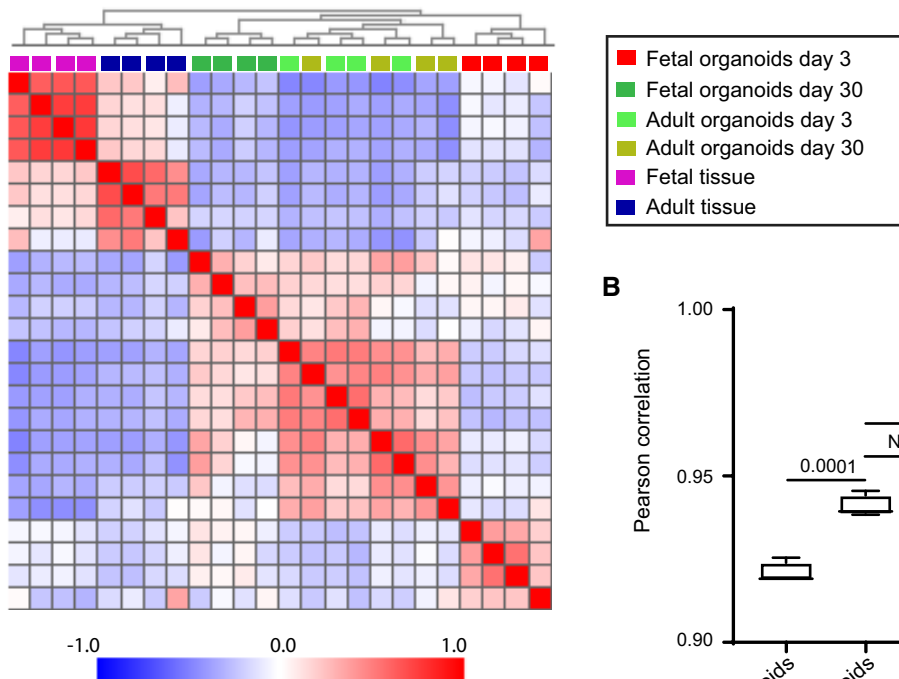 Fetal organoids day 3
Fetal organoids day 30
Adult organoids day 3
Adult organoids day 30
Fetal tissue
Adult tissue
B
1.00
Pearson correlation
N
0.0001
0.95
0.90
-1.0 0.0 1.0